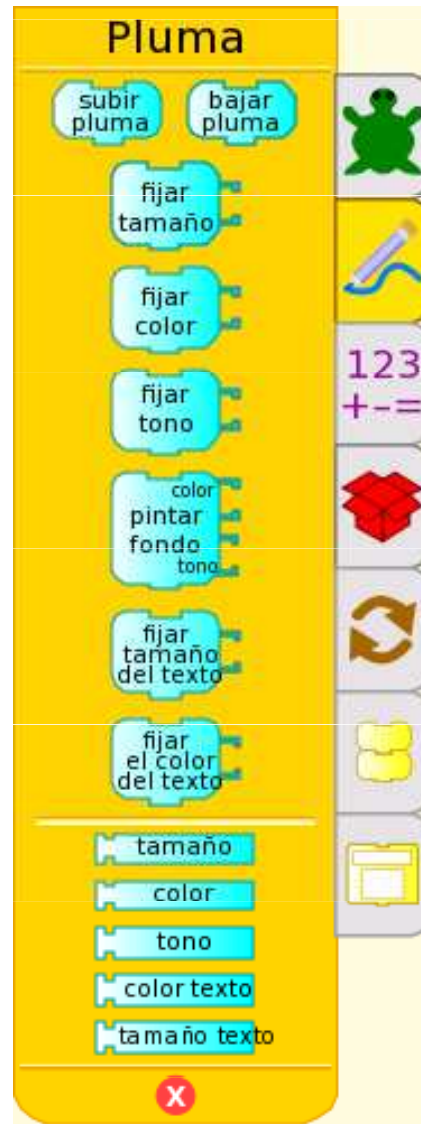 Pluma
subir
pluma
bajar
pluma
fijar
tamaño
fijar
color
123
+-=
fijar
tono
color
pintar
fondo
tono
fijar
tamaño
del texto
fijar
el color
del texto
tamaño
color
tono
color texto
tamaño texto
X